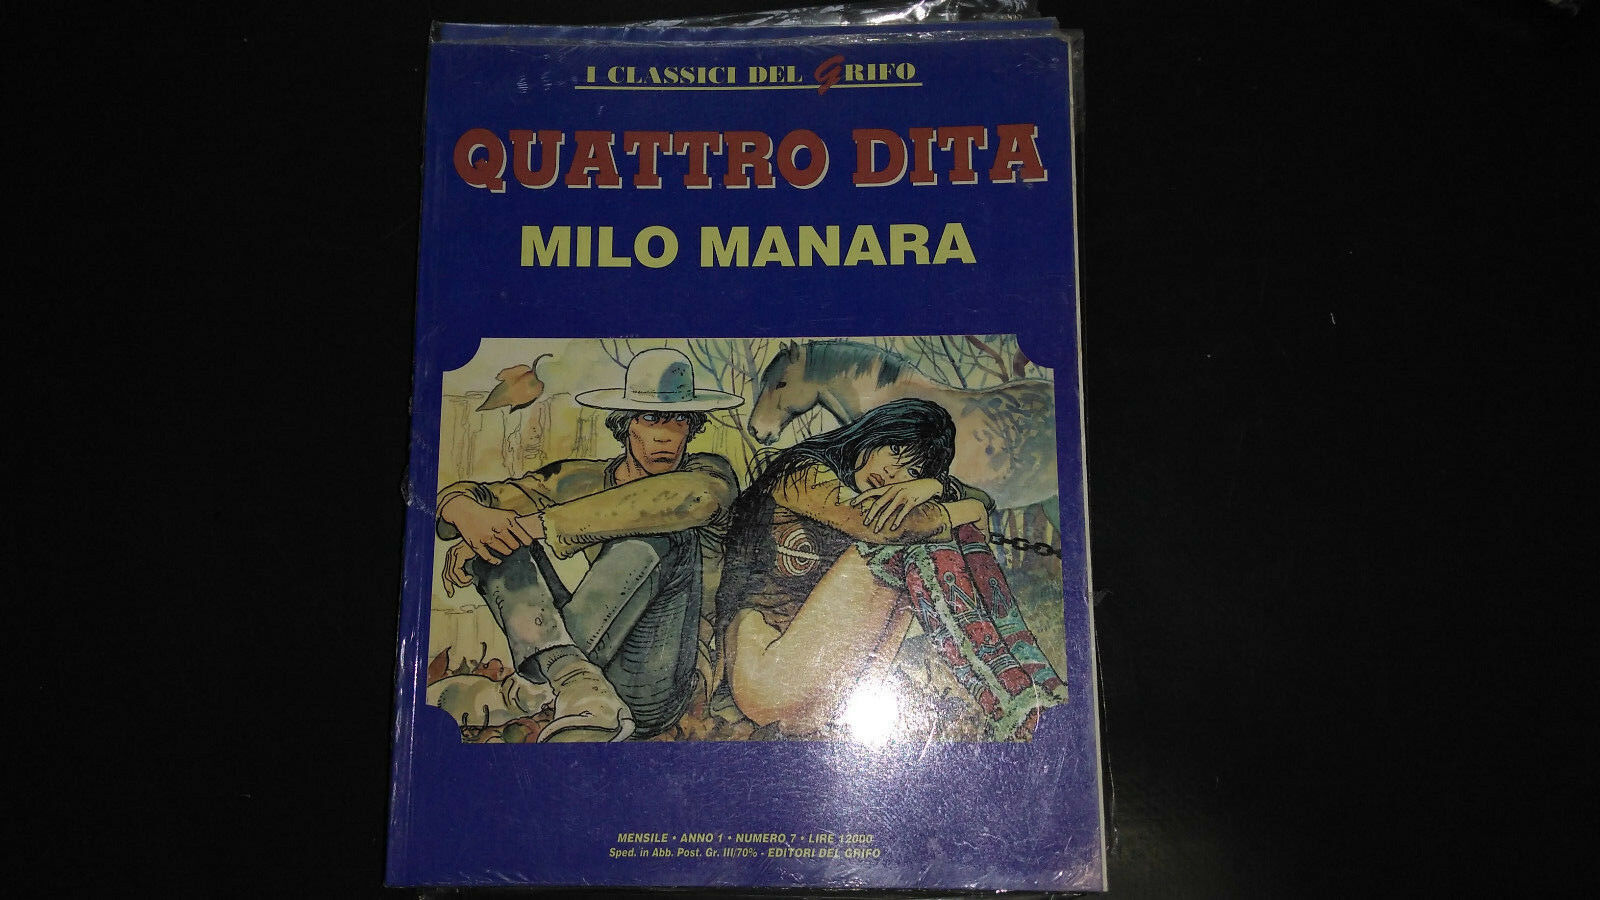 I CLASSICI DEL GRIFO
QUATTRO DITA
MILO MANARA
MENSILE • ANNO 1 • NUMERO 7 • LIRE 12000
Sped. in Abb. Post. Gr. III/70% - EDITORI DEL GRIFO